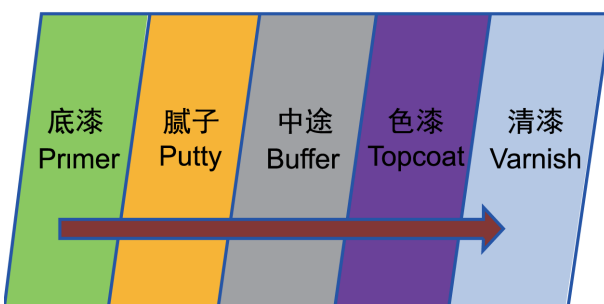 底漆
Primer
腻子
Putty
中途
Buffer
色漆
Topcoat
清漆
Varnish